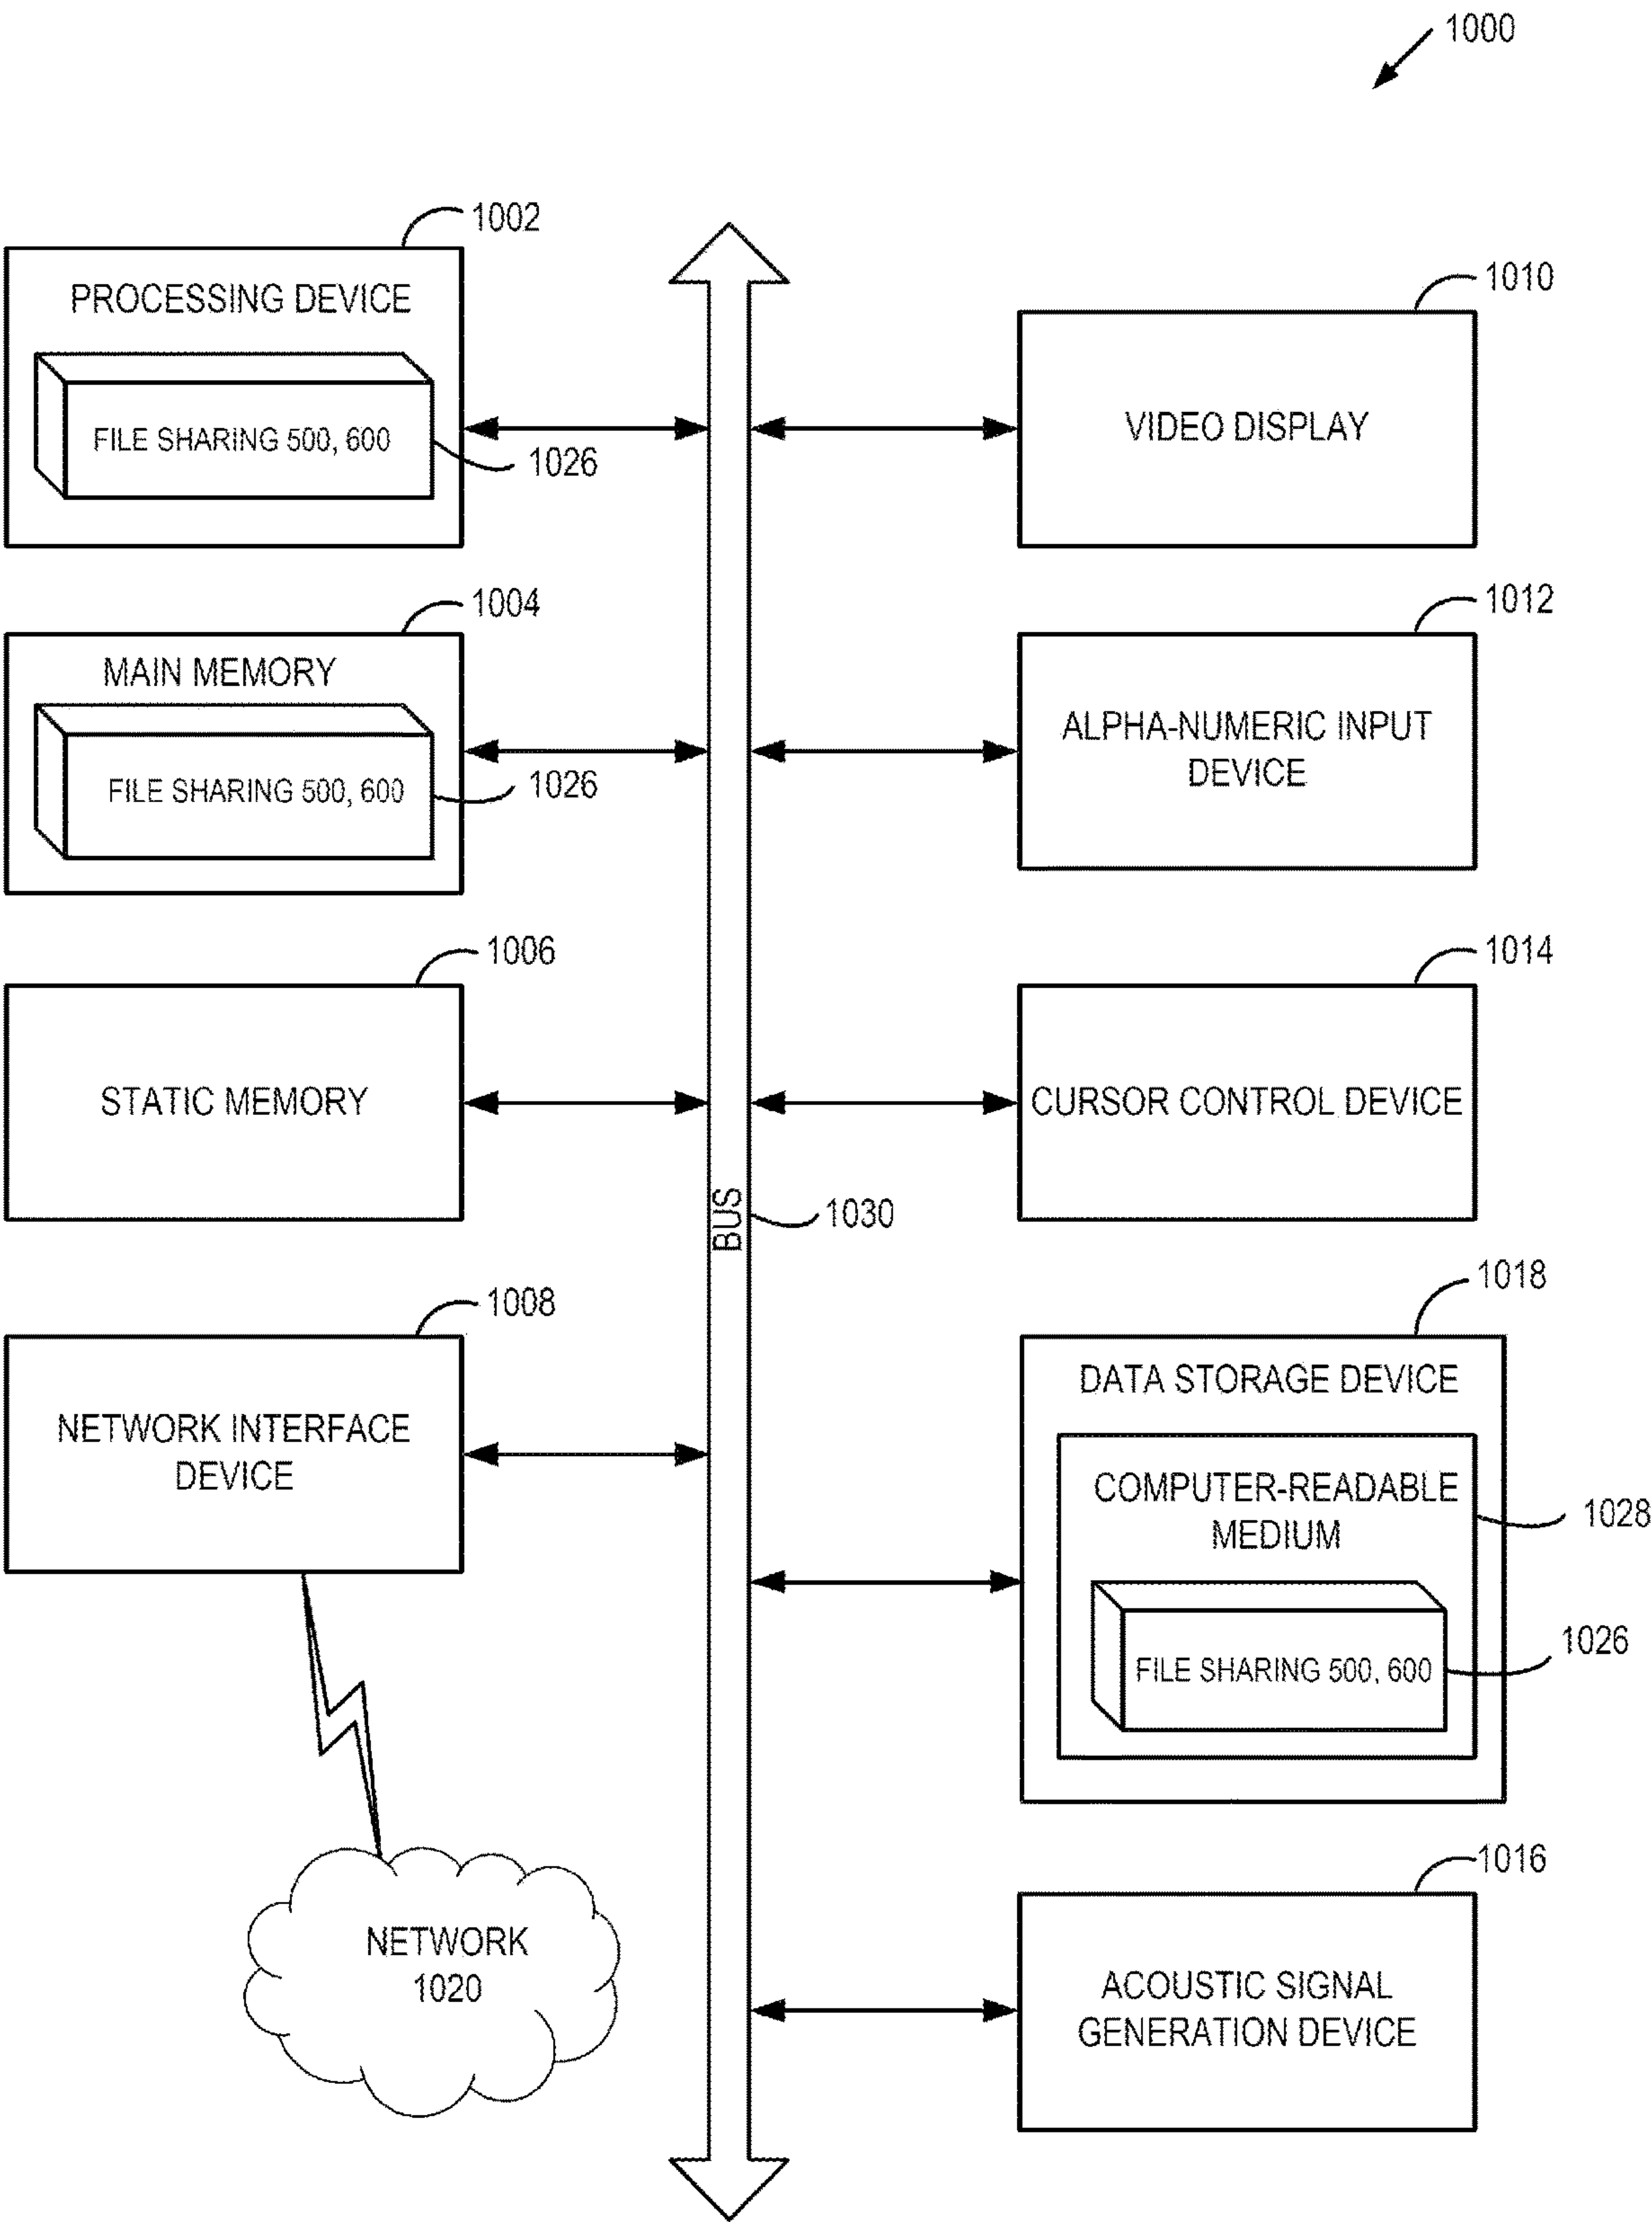 1000
1002
PROCESSING DEVICE
FILE SHARING 500, 600
1026
1004
MAIN MEMORY
FILE SHARING 500, 600
1026
1006
STATIC MEMORY
1008
NETWORK INTERFACE
DEVICE
NETWORK
1020
BUS
1030
1010
VIDEO DISPLAY
1012
ALPHA-NUMERIC INPUT
DEVICE
1014
CURSOR CONTROL DEVICE
1018
DATA STORAGE DEVICE
COMPUTER-READABLE
MEDIUM
1028
FILE SHARING 500, 600
1026
1016
ACOUSTIC SIGNAL
GENERATION DEVICE